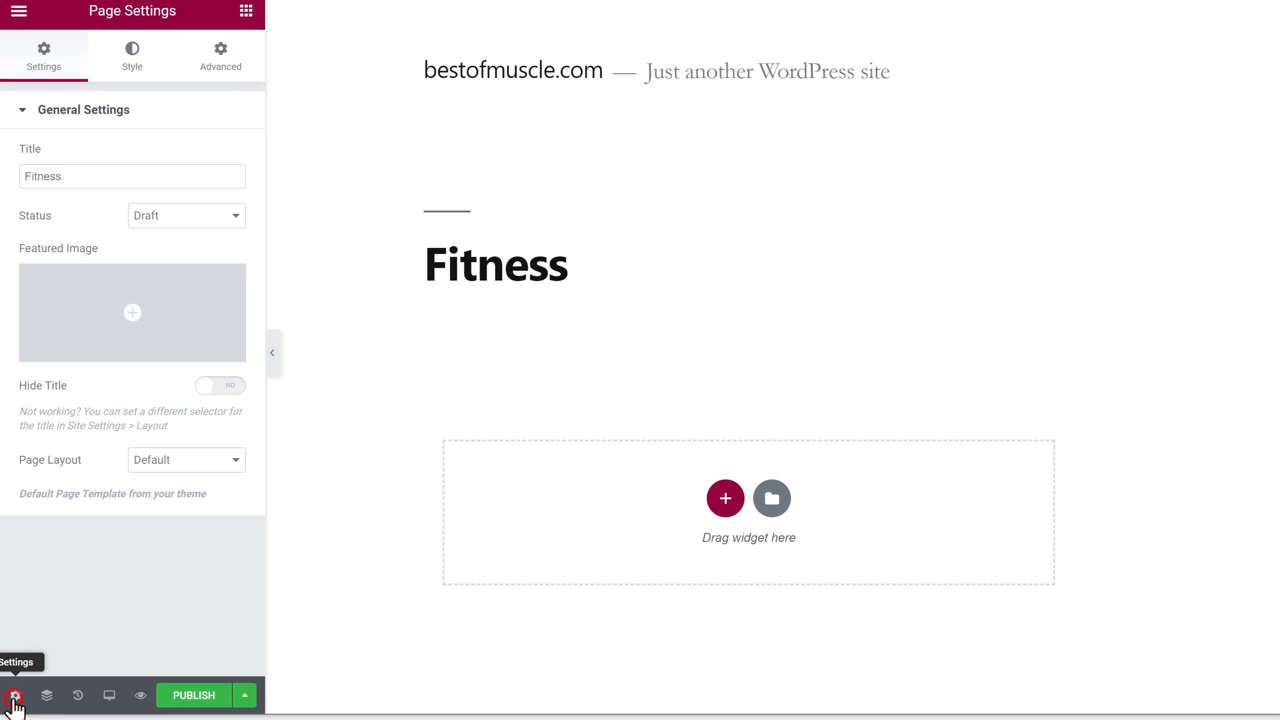 Page Settings
Settings
Style
Advanced
General Settings
Title
Fitness
Status
Draft
Featured Image
Hide Title
NO
Not working? You can set a different selector for
the title in Site Settings > Layout
Page Layout
Default
Default Page Template from your theme
Settings
PUBLISH
bestofmuscle.com — Just another WordPress site
Fitness
Drag widget here